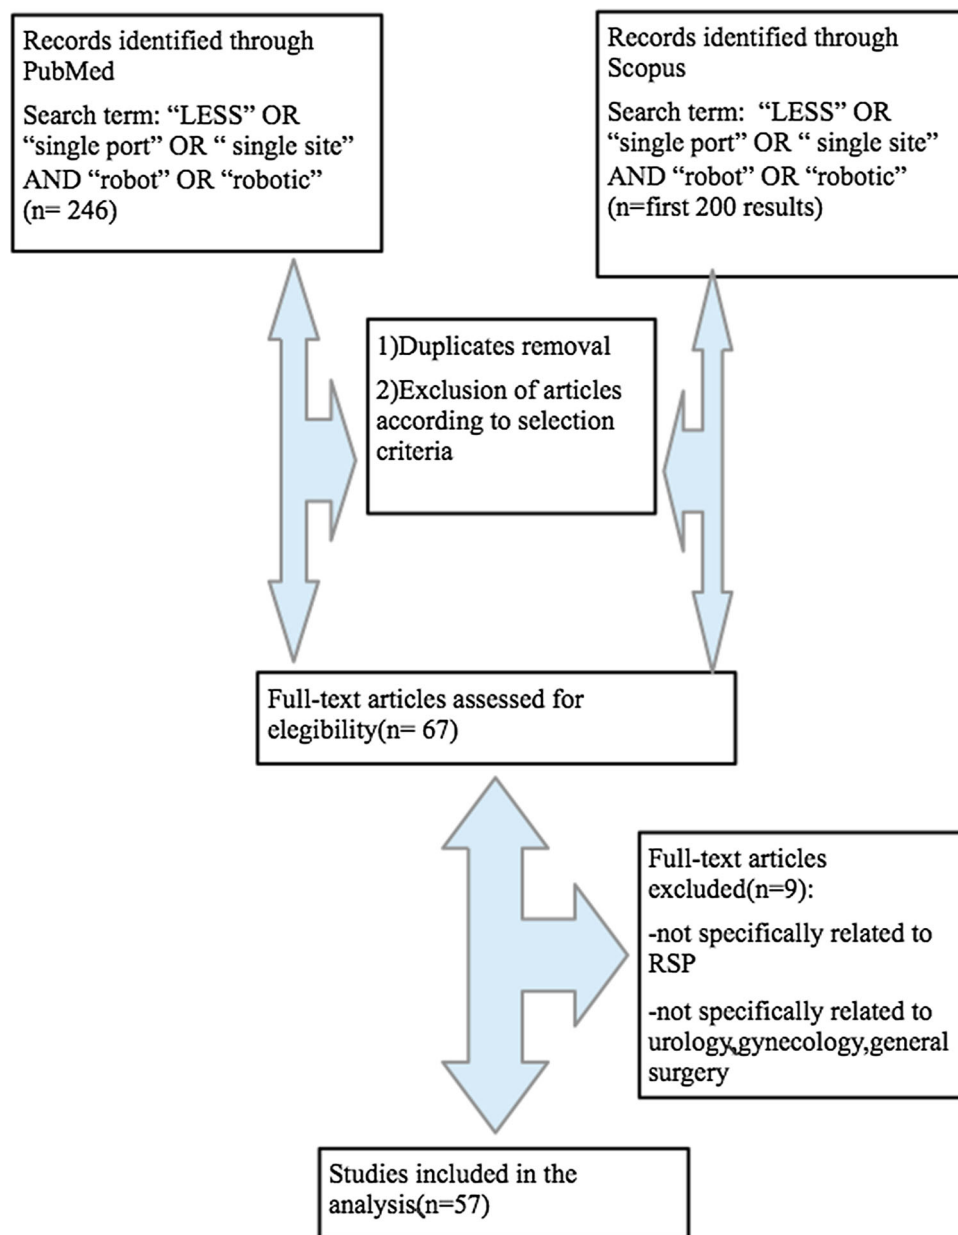 Records identified through
PubMed
Search term: “LESS” OR
“single port” OR “ single site”
AND “robot” OR “robotic”
(n= 246)
Records identified through
Scopus
Search term:  “LESS” OR
“single port” OR “ single site”
AND “robot” OR “robotic”
(n=first 200 results)
1)Duplicates removal
2)Exclusion of articles
according to selection
criteria
Full-text articles assessed for
elegibility(n= 67)
Full-text articles
excluded(n=9):
-not specifically related to
RSP
-not specifically related to
urology,gynecology,general
surgery
Studies included in the
analysis(n=57)